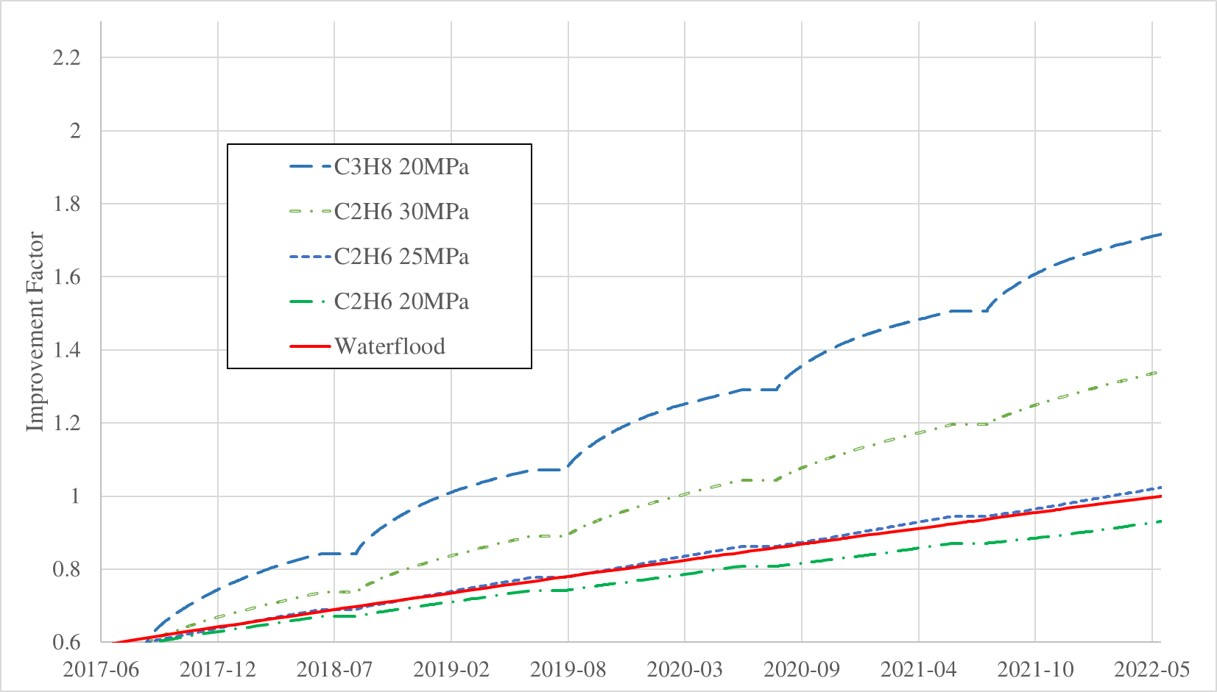 2.2
2
1.8
1.6
1.4
1.2
1
0.8
0.6
Improvement Factor
C3H8 20MPa
C2H6 30MPa
C2H6 25MPa
C2H6 20MPa
Waterflood
2017-06 2017-12 2018-07 2019-02 2019-08 2020-03 2020-09 2021-04 2021-10 2022-05